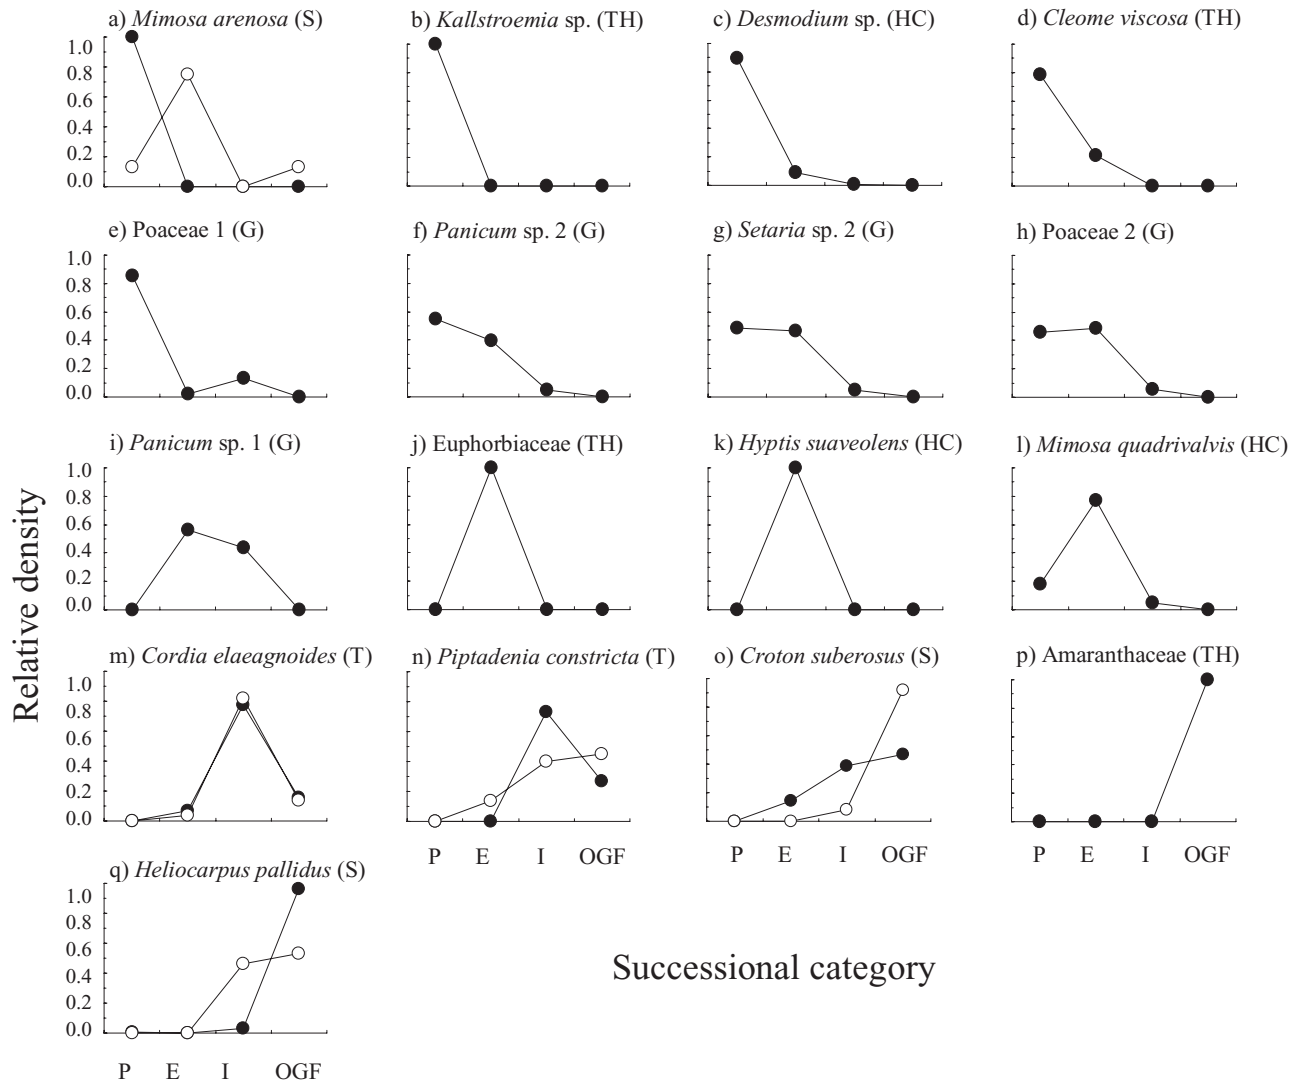 a) Mimosa arenosa (S)
b) Kallstroemia sp. (TH)
c) Desmodium sp. (HC)
d) Cleome viscosa (TH)
1.0
0.8
0.6
0.4
0.2
0.0
e) Poaceae 1 (G)
f) Panicum sp. 2 (G)
g) Setaria sp. 2 (G)
h) Poaceae 2 (G)
1.0
0.8
0.6
0.4
0.2
0.0
i) Panicum sp. 1 (G)
j) Euphorbiaceae (TH)
k) Hyptis suaveolens (HC)
l) Mimosa quadrivalvis (HC)
1.0
0.8
0.6
0.4
0.2
0.0
Relative density
m) Cordia elaeagnoides (T)
n) Piptadenia constricta (T)
o) Croton suberosus (S)
p) Amaranthaceae (TH)
1.0
0.8
0.6
0.4
0.2
0.0
P E I OGF
P E I OGF
P E I OGF
q) Heliocarpus pallidus (S)
1.0
0.8
0.6
0.4
0.2
0.0
P E I OGF
Successional category